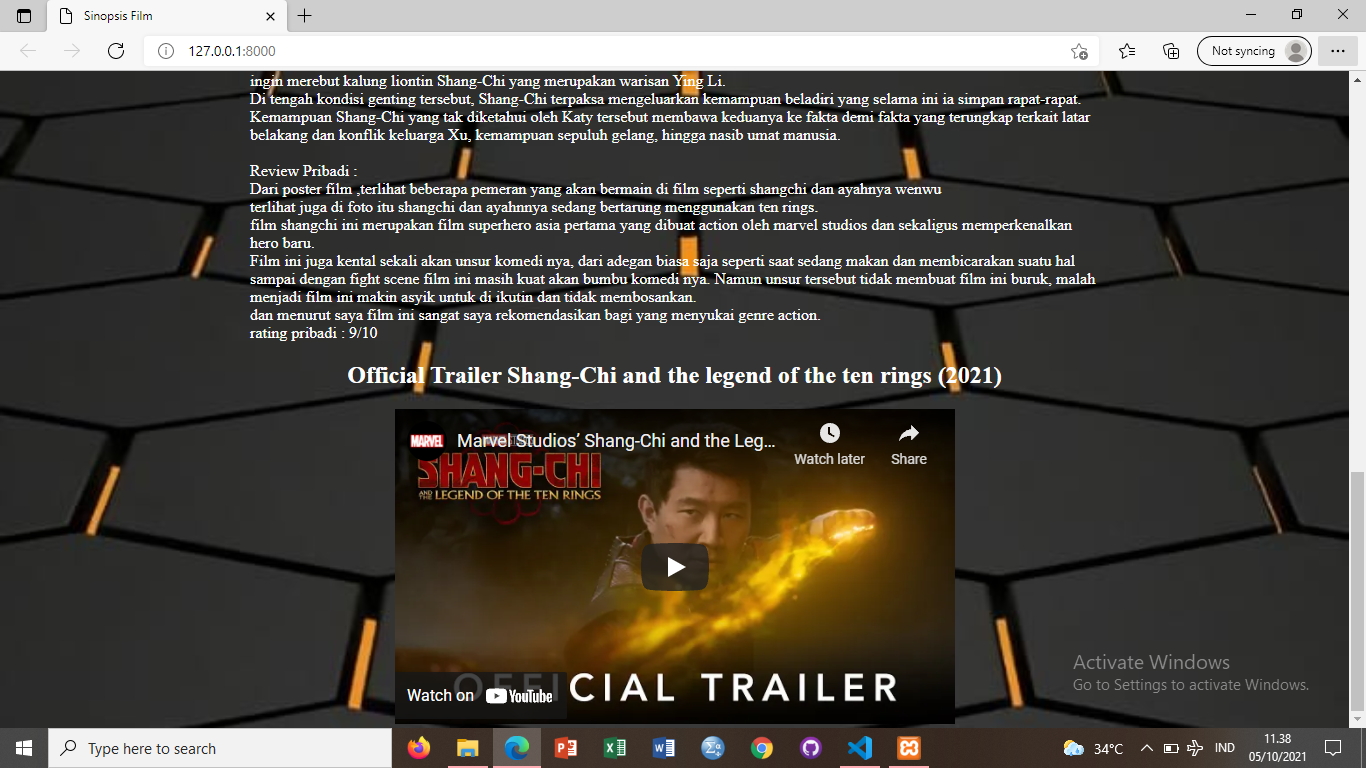 Sinopsis Film
127.0.0.1:8000
Not syncing
ingin merebut kalung liontin Shang-Chi yang merupakan warisan Ying Li.
Di tengah kondisi genting tersebut, Shang-Chi terpaksa mengeluarkan kemampuan beladiri yang selama ini ia simpan rapat-rapat.
Kemampuan Shang-Chi yang tak diketahui oleh Katy tersebut membawa keduanya ke fakta demi fakta yang terungkap terkait latar
belakang dan konflik keluarga Xu, kemampuan sepuluh gelang, hingga nasib umat manusia.
Review Pribadi :
Dari poster film ,terlihat beberapa pemeran yang akan bermain di film seperti shangchi dan ayahnya wenwu
terlihat juga di foto itu shangchi dan ayahnnya sedang bertarung menggunakan ten rings.
film shangchi ini merupakan film superhero asia pertama yang dibuat action oleh marvel studios dan sekaligus memperkenalkan
hero baru.
Film ini juga kental sekali akan unsur komedi nya, dari adegan biasa saja seperti saat sedang makan dan membicarakan suatu hal
sampai dengan fight scene film ini masih kuat akan bumbu komedi nya. Namun unsur tersebut tidak membuat film ini buruk, malah
menjadi film ini makin asyik untuk di ikutin dan tidak membosankan.
dan menurut saya film ini sangat saya rekomendasikan bagi yang menyukai genre action.
rating pribadi : 9/10
Official Trailer Shang-Chi and the legend of the ten rings (2021)
MARVEL
Marvel Studios’ Shang-Chi and the Leg...
Watch later
Share
SHANG-CHI
AND THE LEGEND OF THE TEN RINGS
OFFICIAL TRAILER
Watch on YouTube
Activate Windows
Go to Settings to activate Windows.
Type here to search
34°C
IND
11.38
05/10/2021